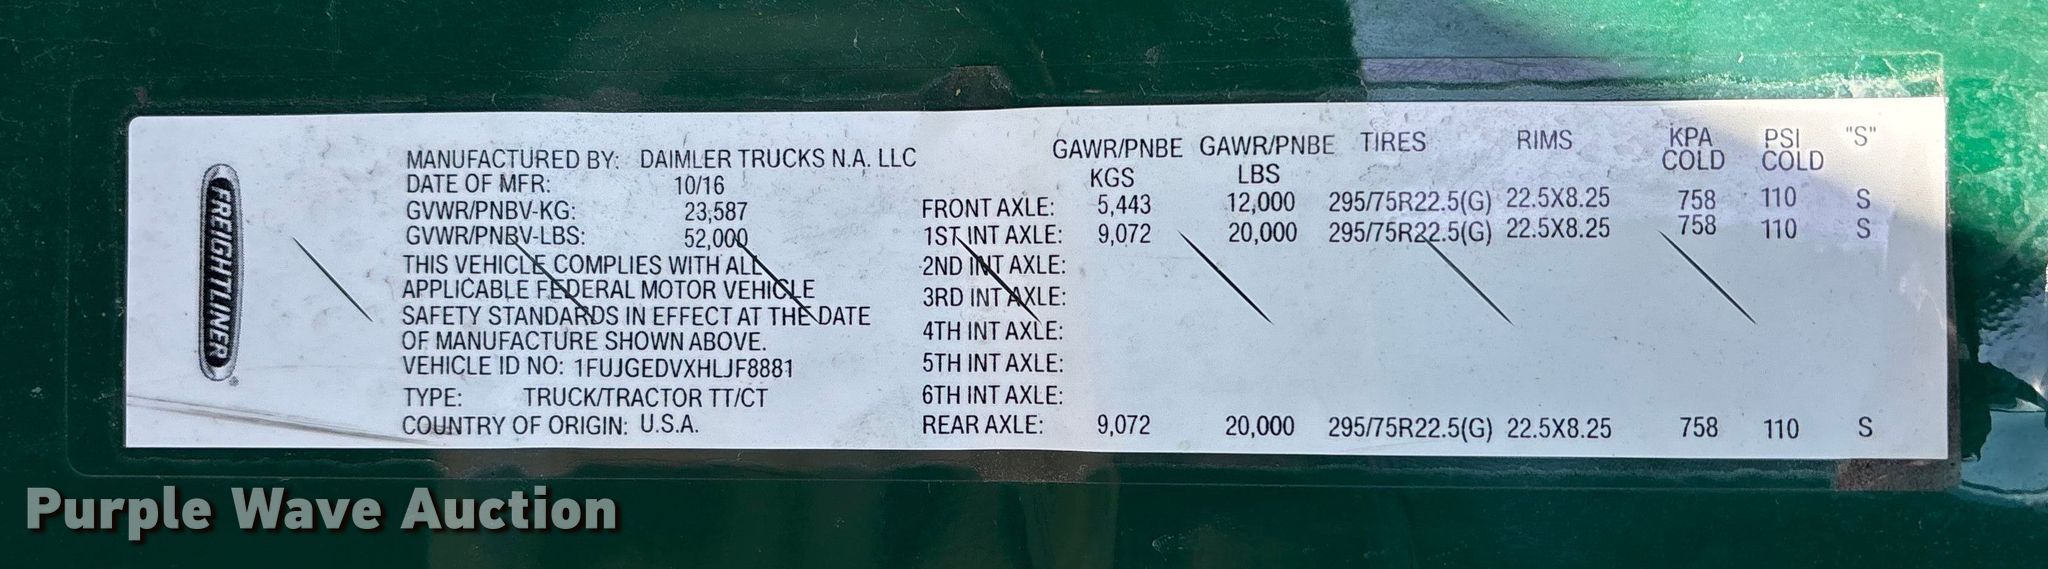 FREIGHTLINER
MANUFACTURED BY: DAIMLER TRUCKS N.A. LLC
DATE OF MFR: 10/16
GVWR/PNBV-KG: 23,587
GVWR/PNBV-LBS: 52,000
THIS VEHICLE COMPLIES WITH ALL
APPLICABLE FEDERAL MOTOR VEHICLE
SAFETY STANDARDS IN EFFECT AT THE DATE
OF MANUFACTURE SHOWN ABOVE.
VEHICLE ID NO: 1FUJGEDVXHLJF8881
TYPE: TRUCK/TRACTOR TT/CT
COUNTRY OF ORIGIN: U.S.A.
GAWR/PNBE GAWR/PNBE TIRES RIMS KPA PSI "S"
KGS LBS COLD COLD
FRONT AXLE: 5,443 12,000 295/75R22.5(G) 22.5X8.25 758 110 S
1ST INT AXLE: 9,072 20,000 295/75R22.5(G) 22.5X8.25 758 110 S
2ND INT AXLE:
3RD INT AXLE:
4TH INT AXLE:
5TH INT AXLE:
6TH INT AXLE:
REAR AXLE: 9,072 20,000 295/75R22.5(G) 22.5X8.25 758 110 S
Purple Wave Auction